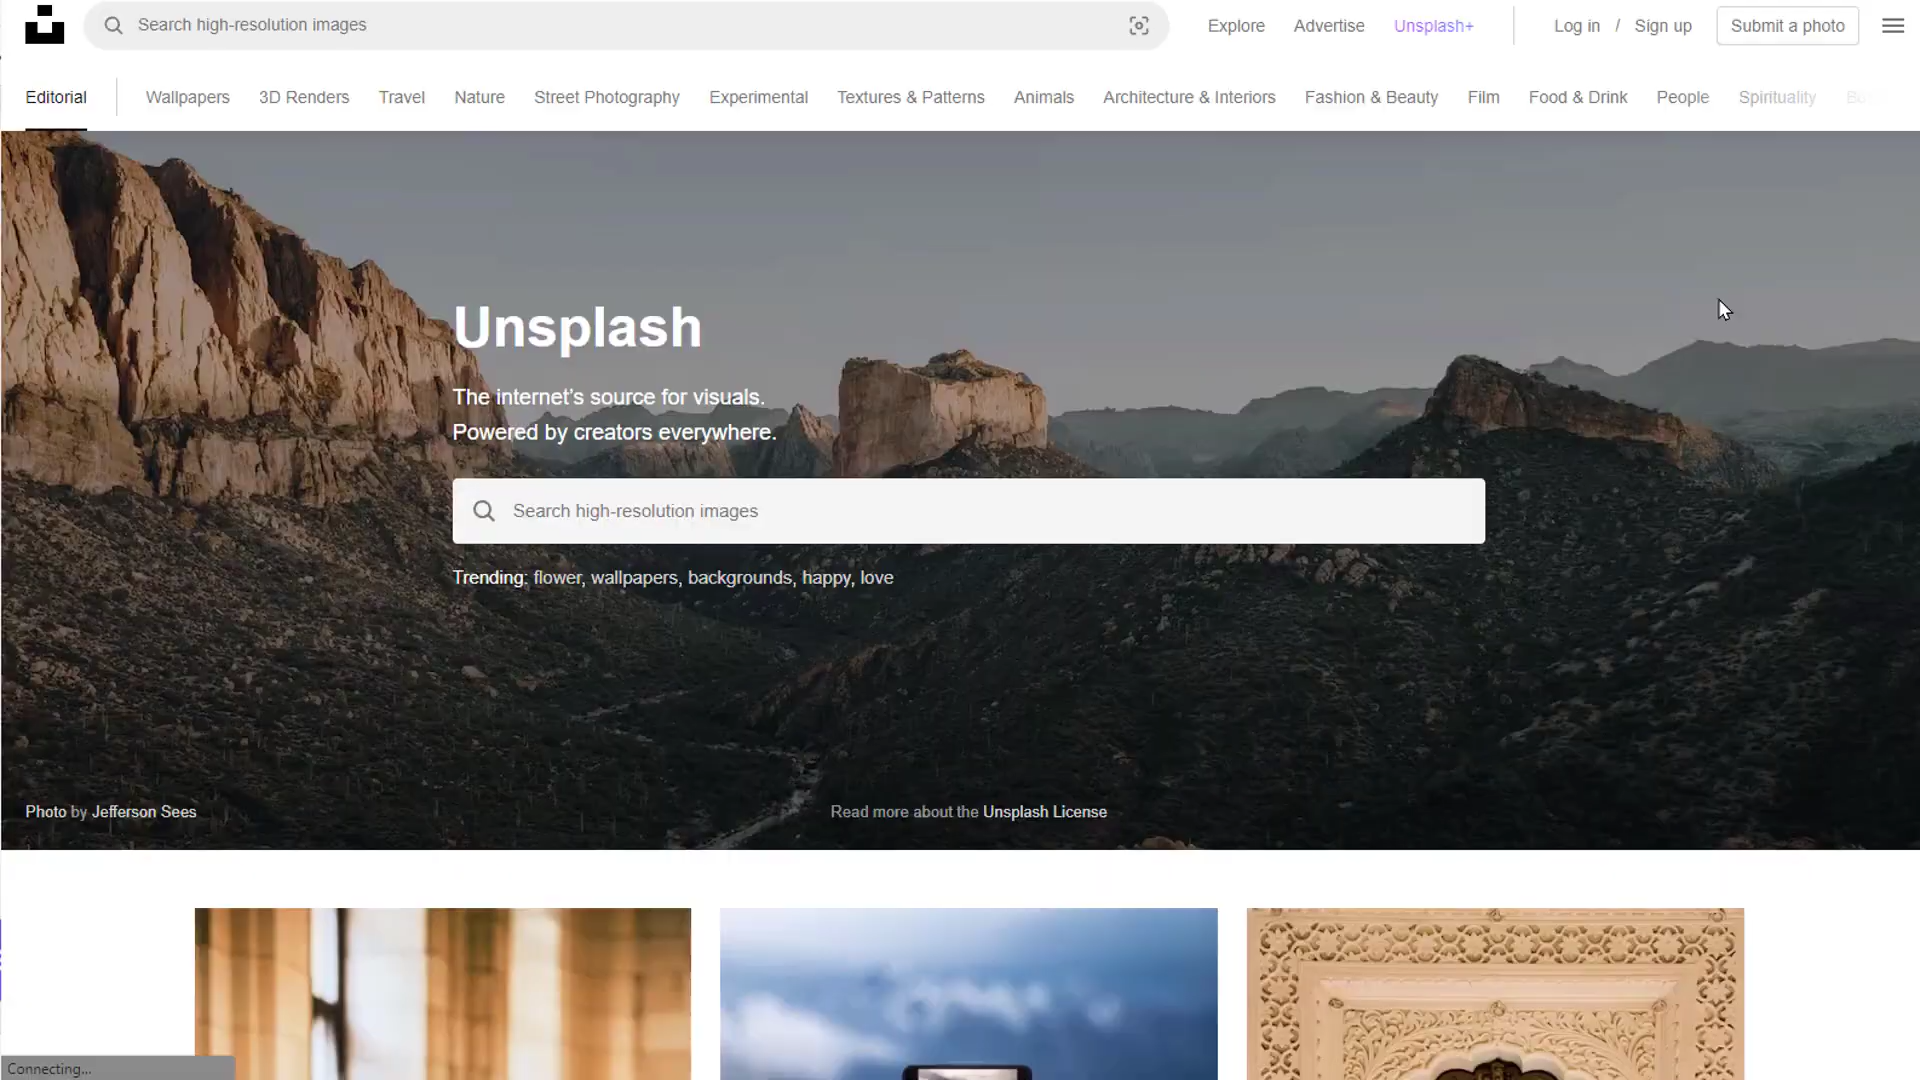 Search high-resolution images
Explore
Advertise
Unsplash+
Log in / Sign up
Submit a photo
Editorial
Wallpapers
3D Renders
Travel
Nature
Street Photography
Experimental
Textures & Patterns
Animals
Architecture & Interiors
Fashion & Beauty
Film
Food & Drink
People
Spirituality
Unsplash
The internet's source for visuals.
Powered by creators everywhere.
Search high-resolution images
Trending: flower, wallpapers, backgrounds, happy, love
Photo by Jefferson Sees
Read more about the Unsplash License
Connecting...